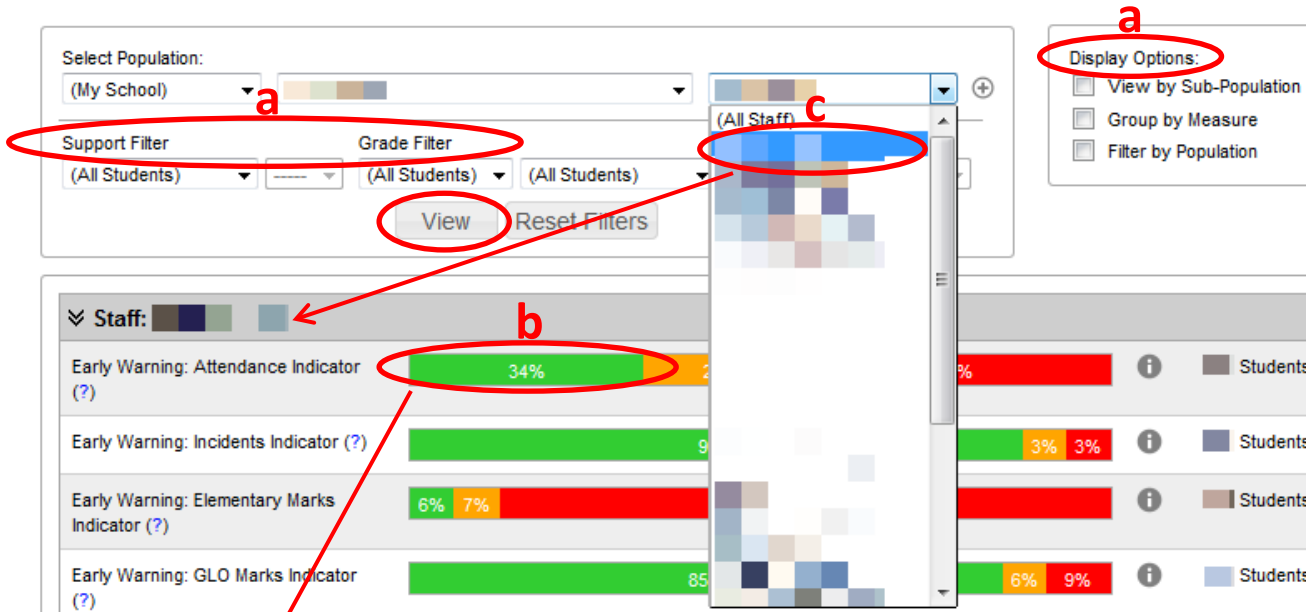 a
Select Population:
(My School)
a
Display Options:
View by Sub-Population
Group by Measure
Filter by Population
(All Staff)
c
Support Filter Grade Filter
(All Students) ----- (All Students) (All Students)
View Reset Filters
Staff:
b
Early Warning: Attendance Indicator
(?)
34% Students
Early Warning: Incidents Indicator (?)
3% 3% Students
Early Warning: Elementary Marks
Indicator (?)
6% 7% Students
Early Warning: GLO Marks Indicator
(?)
6% 9% Students